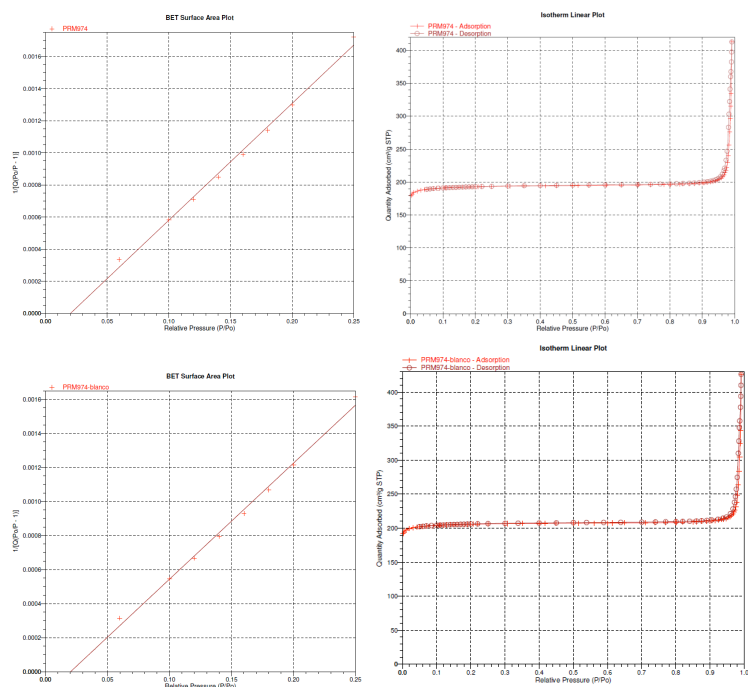 BET Surface Area Plot
PRM974
1/[Q(Po/P - 1)]
0.0016
0.0014
0.0012
0.0010
0.0008
0.0006
0.0004
0.0002
0.0000
0.00 0.05 0.10 0.15 0.20 0.25
Relative Pressure (P/Po)
Isotherm Linear Plot
PRM974 - Adsorption
PRM974 - Desorption
Quantity Adsorbed (cm³/g STP)
400
350
300
250
200
150
100
50
0
0.0 0.1 0.2 0.3 0.4 0.5 0.6 0.7 0.8 0.9 1.0
Relative Pressure (P/Po)
BET Surface Area Plot
PRM974-blanco
1/[Q(Po/P - 1)]
0.0016
0.0014
0.0012
0.0010
0.0008
0.0006
0.0004
0.0002
0.0000
0.00 0.05 0.10 0.15 0.20 0.25
Relative Pressure (P/Po)
Isotherm Linear Plot
PRM974-blanco - Adsorption
PRM974-blanco - Desorption
Quantity Adsorbed (cm³/g STP)
400
350
300
250
200
150
100
50
0
0.0 0.1 0.2 0.3 0.4 0.5 0.6 0.7 0.8 0.9 1.0
Relative Pressure (P/Po)